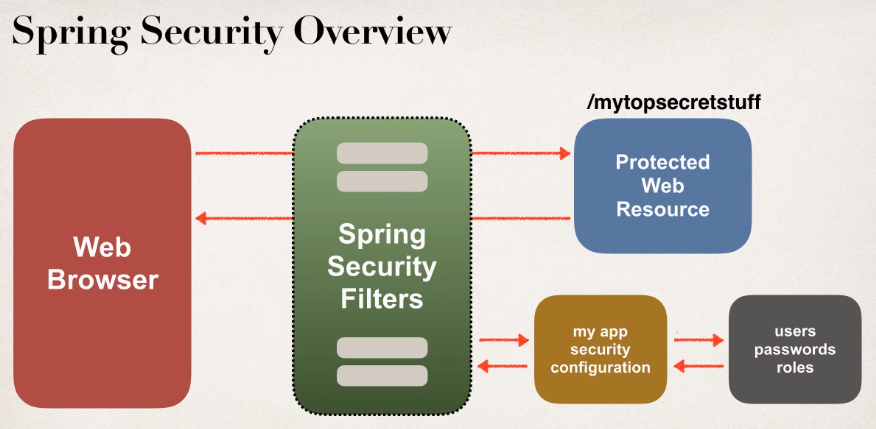 Spring Security Overview
/mytopsecretstuff
Web
Browser
Spring
Security
Filters
Protected
Web
Resource
my app
security
configuration
users
passwords
roles